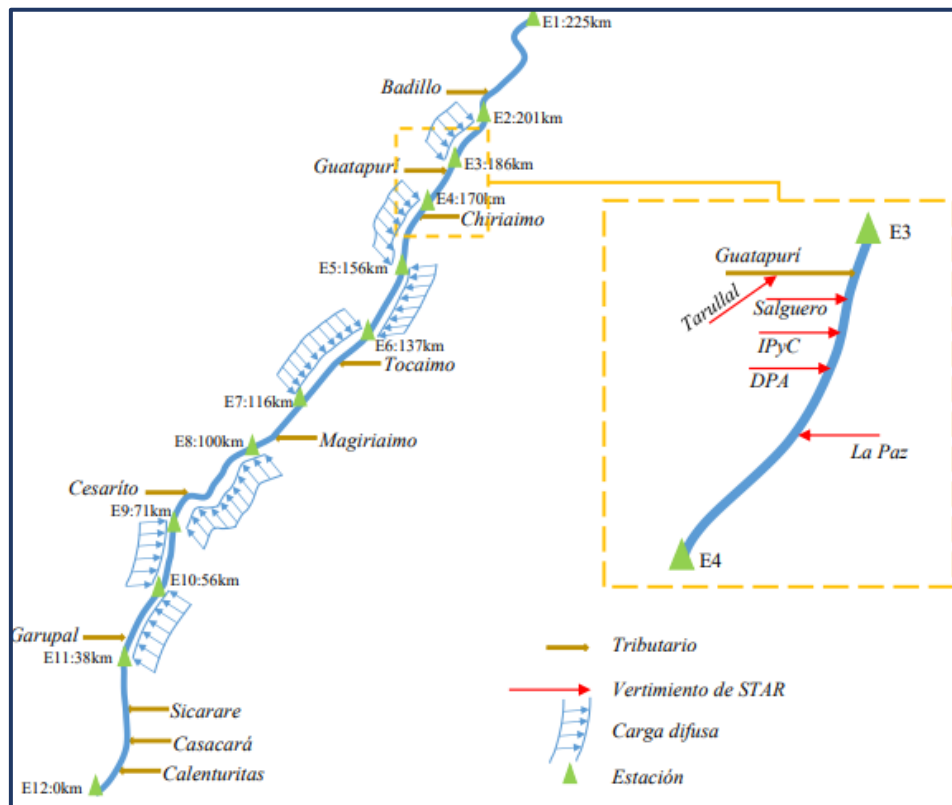 E1:225km
Badillo
E2:201km
Guatapurí
E3:186km
E4:170km
Chiriaimo
E5:156km
E6:137km
Tocaimo
E7:116km
E8:100km
Magiriaimo
Cesaríto
E9:71km
E10:56km
Garupal
E11:38km
Sicarare
Casacará
Calenturitas
E12:0km
E3
Guatapurí
Tarullal
Salguero
IPyC
DPA
La Paz
E4
Tributario
Vertimiento de STAR
Carga difusa
Estación